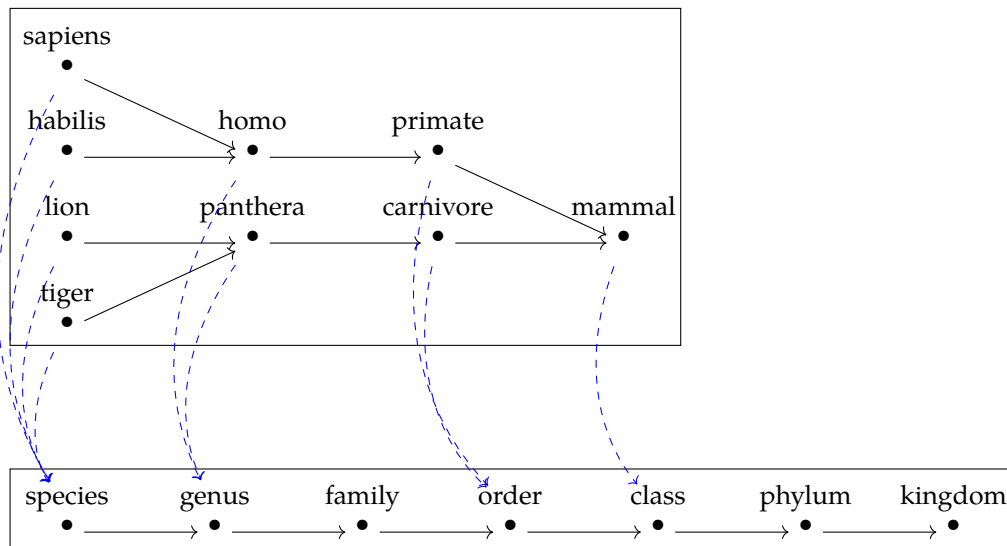 sapiens
habilis homo primate
lion panthera carnivore mammal
tiger
species genus family order class phylum kingdom